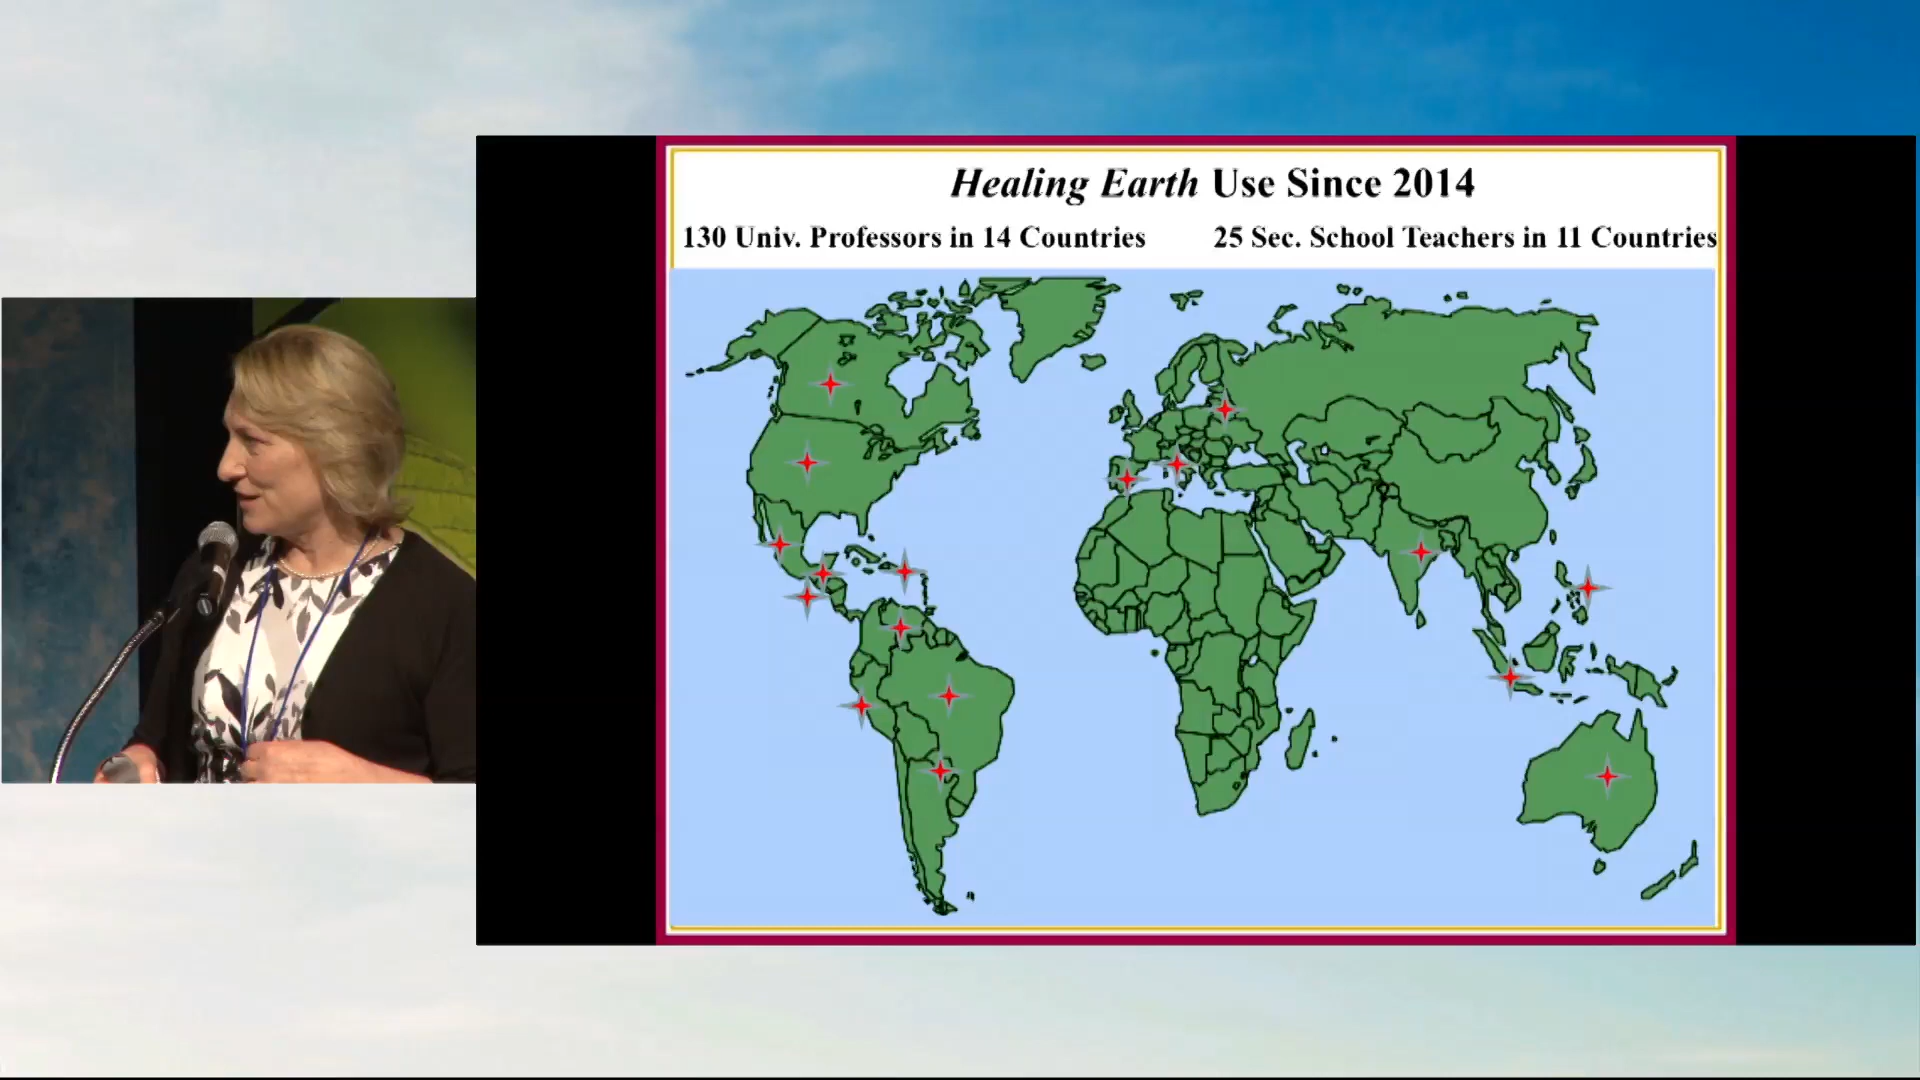 Healing Earth Use Since 2014
130 Univ. Professors in 14 Countries 25 Sec. School Teachers in 11 Countries